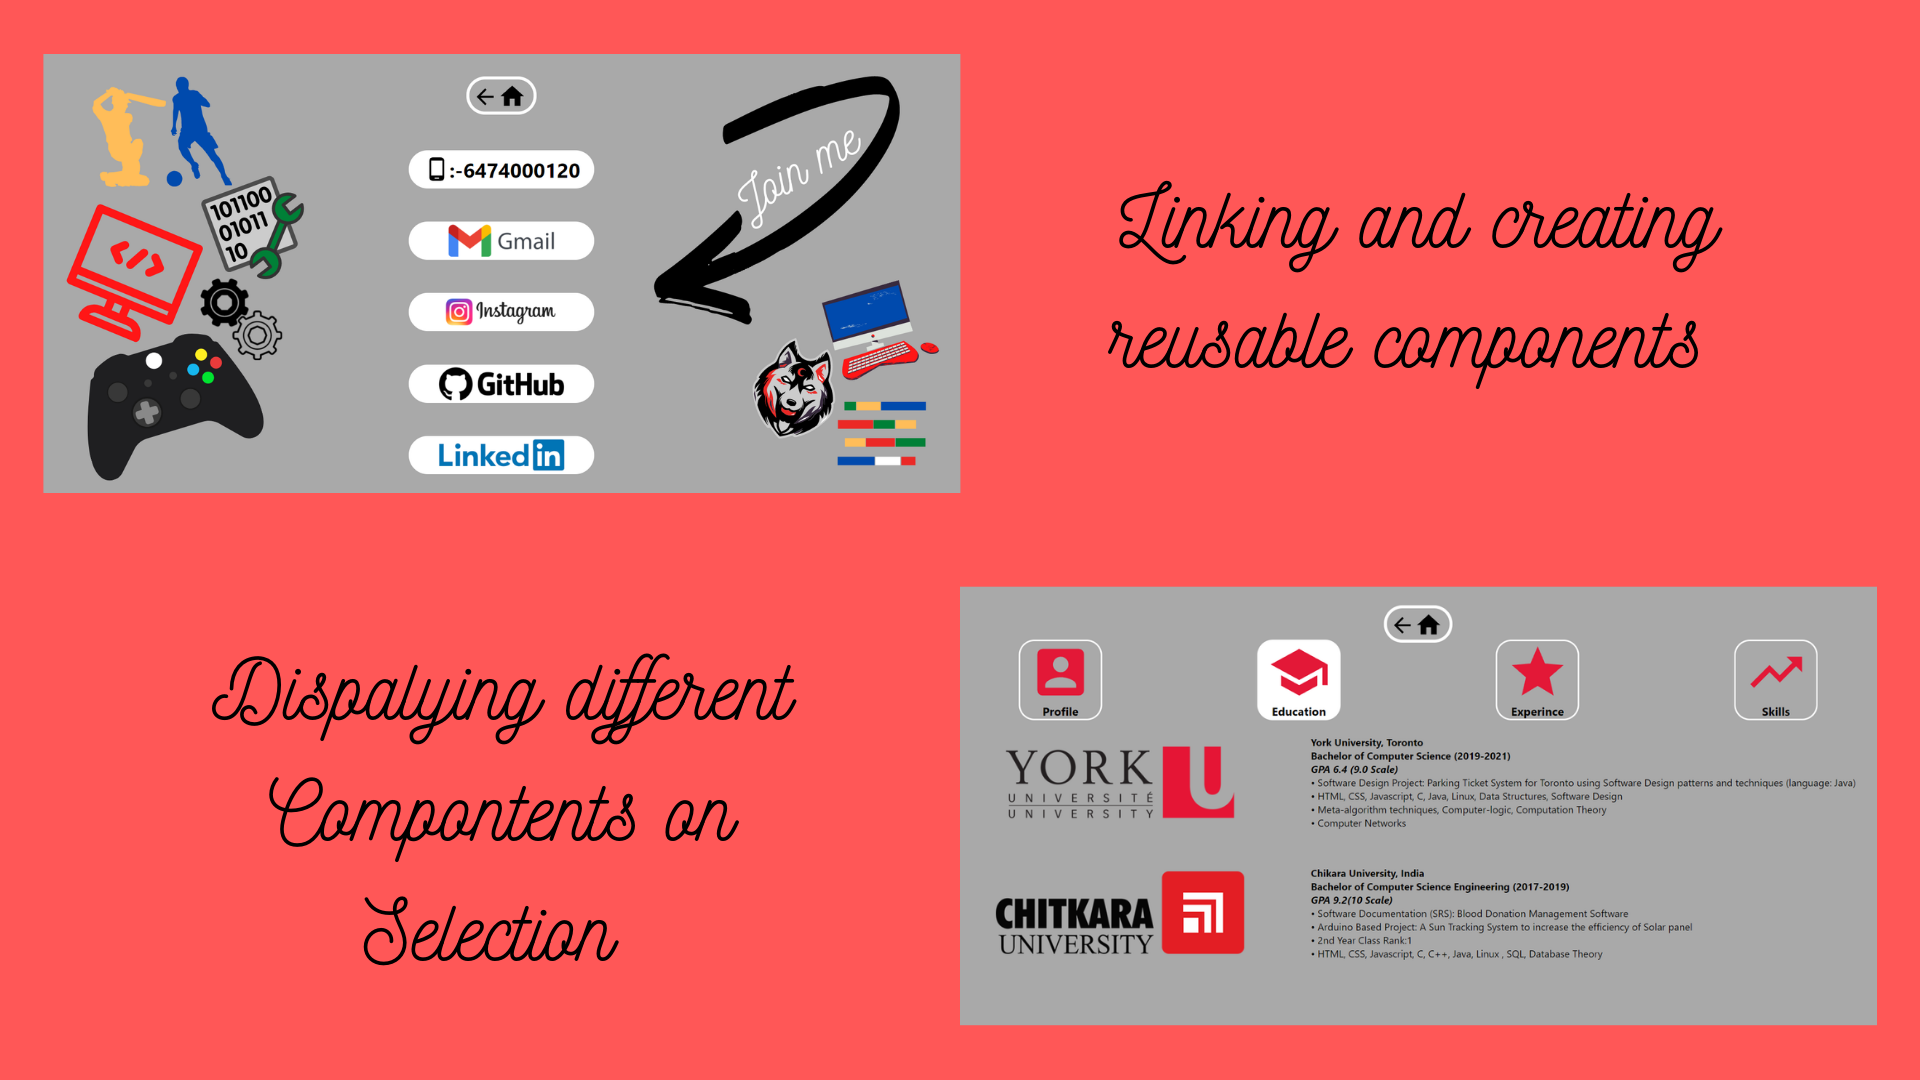 101100
01011
10
:-6474000120
Gmail
Instagram
GitHub
Linkedin
Join me
Linking and creating
reusable components
Dispalying different
Compontents on
Selection
Profile
Education
Experince
Skills
YORK
UNIVERSITÉ
UNIVERSITY
U
York University, Toronto
Bachelor of Computer Science (2019-2021)
GPA 6.4 (9.0 Scale)
• Software Design Project: Parking Ticket System for Toronto using Software Design patterns and techniques (language: Java)
• HTML, CSS, Javascript, C, Java, Linux, Data Structures, Software Design
• Meta-algorithm techniques, Computer-logic, Computation Theory
• Computer Networks
CHITKARA
UNIVERSITY
Chikara University, India
Bachelor of Computer Science Engineering (2017-2019)
GPA 9.2(10 Scale)
• Software Documentation (SRS): Blood Donation Management Software
• Arduino Based Project: A Sun Tracking System to increase the efficiency of Solar panel
• 2nd Year Class Rank:1
• HTML, CSS, Javascript, C, C++, Java, Linux , SQL, Database Theory